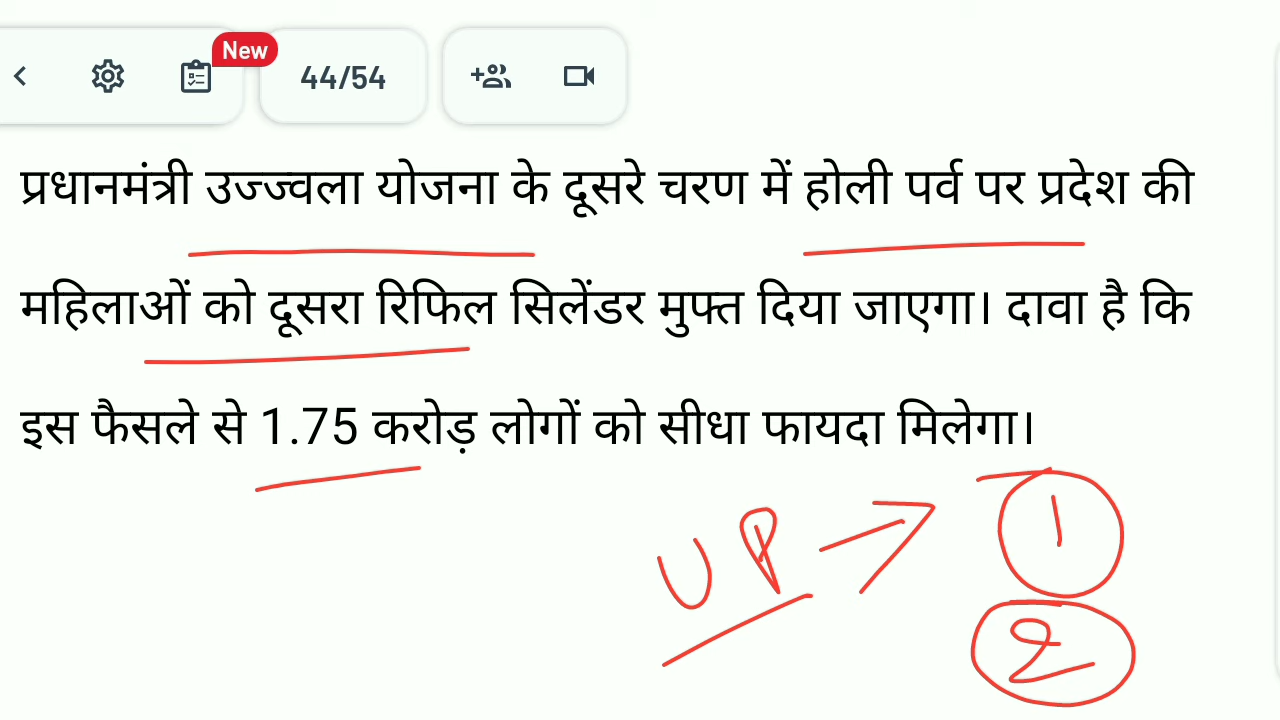 New
44/54
प्रधानमंत्री उज्ज्वला योजना के दूसरे चरण में होली पर्व पर प्रदेश की
महिलाओं को दूसरा रिफिल सिलेंडर मुफ्त दिया जाएगा। दावा है कि
इस फैसले से 1.75 करोड़ लोगों को सीधा फायदा मिलेगा।
UP → 1
2